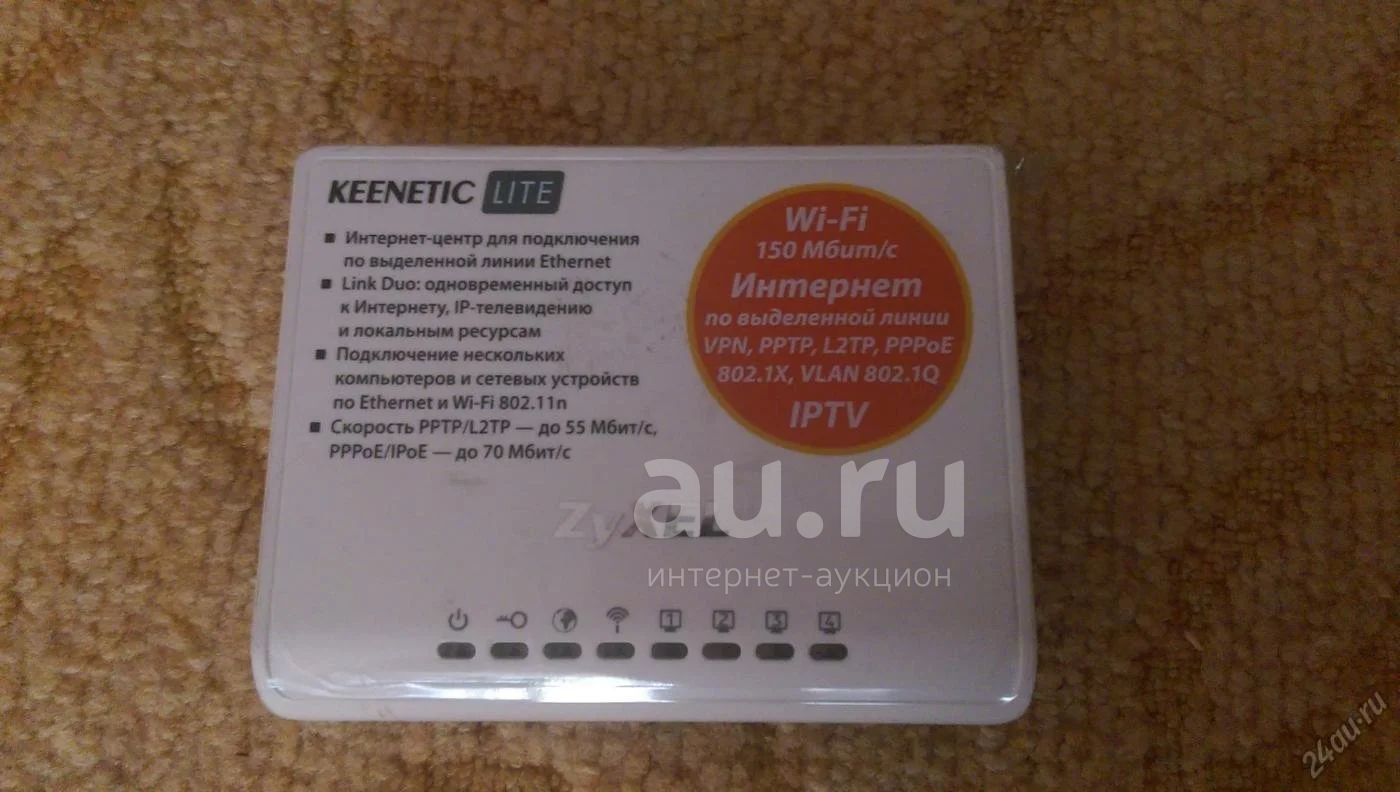 KEENETIC LITE
■ Интернет-центр для подключения
по выделенной линии Ethernet
■ Link Duo: одновременный доступ
к Интернету, IP-телевидению
и локальным ресурсам
■ Подключение нескольких
компьютеров и сетевых устройств
по Ethernet и Wi-Fi 802.11n
■ Скорость PPTP/L2TP — до 55 Мбит/с,
PPPoE/IPoE — до 70 Мбит/с
Wi-Fi
150 Мбит/с
Интернет
по выделенной линии
VPN, PPTP, L2TP, PPPoE
802.1X, VLAN 802.1Q
IPTV
ZyXEL
au.ru
интернет-аукцион
1 2 3 4
24au.ru